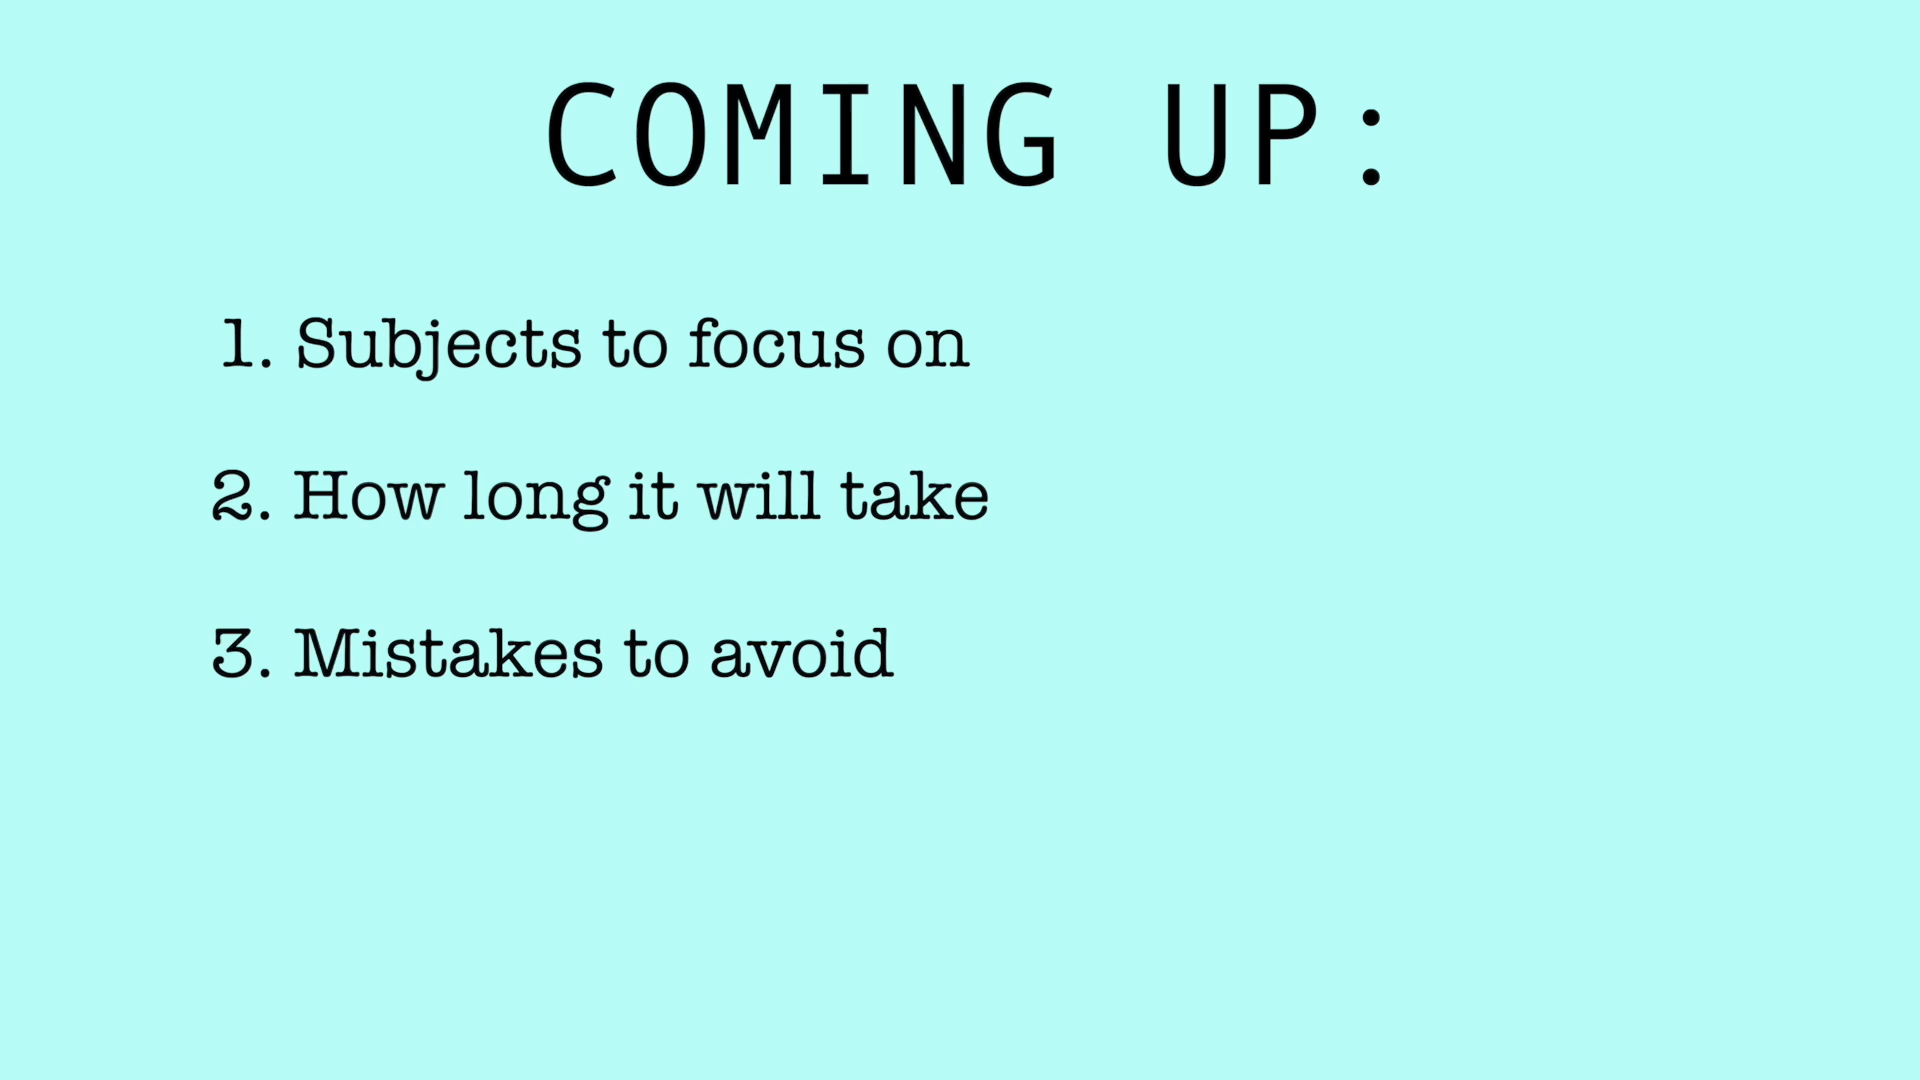 COMING UP:
1. Subjects to focus on
2. How long it will take
3. Mistakes to avoid